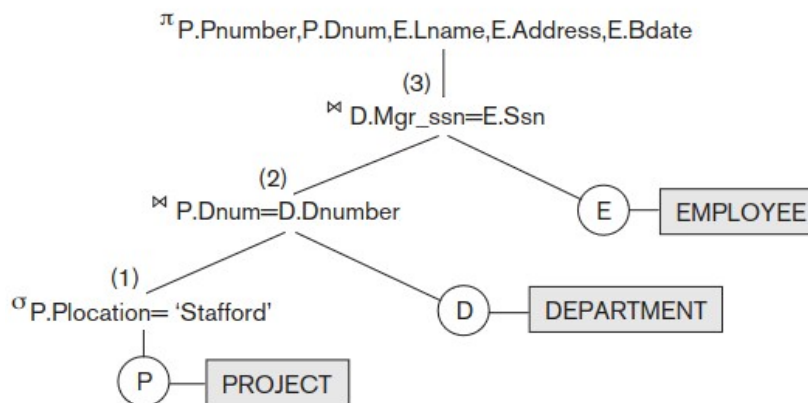 π P.Pnumber,P.Dnum,E.Lname,E.Address,E.Bdate
(3)
⋈ D.Mgr_ssn=E.Ssn
(2)
⋈ P.Dnum=D.Dnumber
E EMPLOYEE
(1)
σ P.Plocation= ‘Stafford’
D DEPARTMENT
P PROJECT